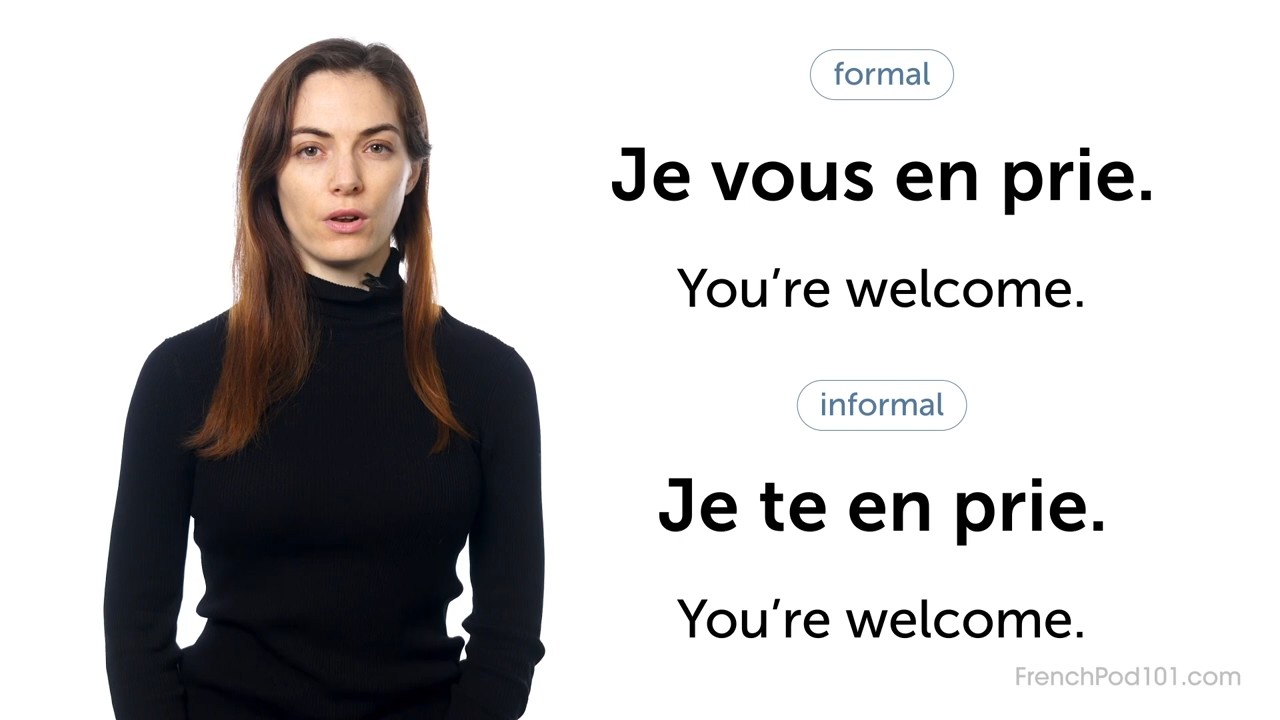 formal
Je vous en prie.
You’re welcome.
informal
Je te en prie.
You’re welcome.
FrenchPod101.com